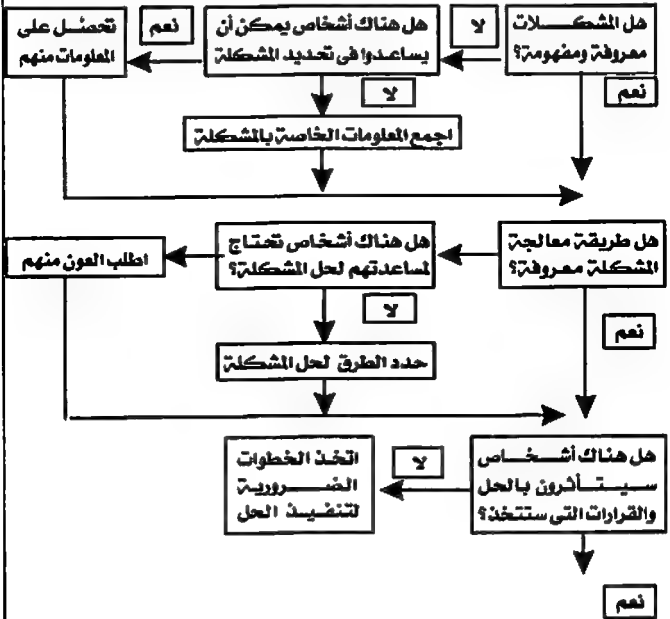 هل المشكلات
معروفة ومفهومة؟
لا
هل هناك أشخاص يمكن أن
يساعدوا فى تحديد المشكلة
نعم
تحصل على
المعلومات منهم
نعم
لا
اجمع المعلومات الخاصة بالمشكلة
هل طريقة معالجة
المشكلة معروفة؟
هل هناك أشخاص تحتاج
لمساعدتهم لحل المشكلة؟
اطلب العون منهم
لا
نعم
حدد الطرق لحل المشكلة
هل هناك أشخاص
سيتأثرون بالحل
والقرارات التى ستتخذ؟
لا
اتخذ الخطوات
الضرورية
لتنفيذ الحل
نعم